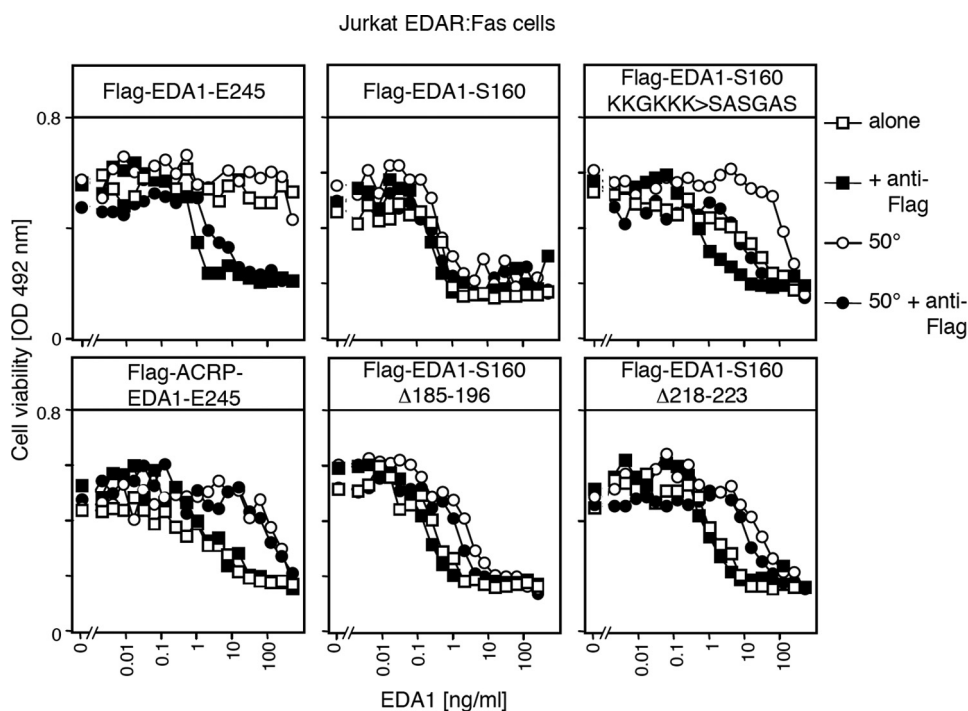 Jurkat EDAR:Fas cells
Flag-EDA1-E245
Flag-EDA1-S160
Flag-EDA1-S160
KKGKKK>SASGAS
0.8
0
alone
+ anti-
Flag
50°
50° + anti-
Flag
Cell viability [OD 492 nm]
Flag-ACRP-
EDA1-E245
Flag-EDA1-S160
Δ185-196
Flag-EDA1-S160
Δ218-223
0.8
0
0 0.01 0.1 1 10 100
0 0.01 0.1 1 10 100
0 0.01 0.1 1 10 100
EDA1 [ng/ml]